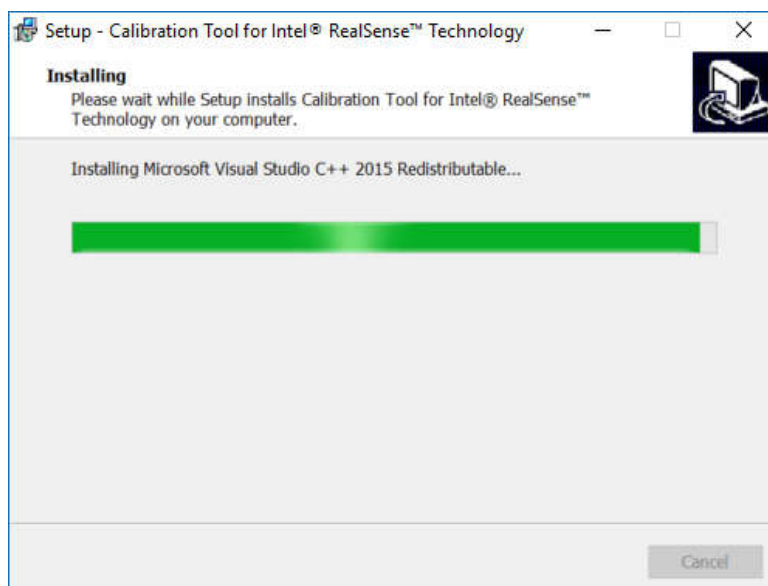 Setup - Calibration Tool for Intel® RealSense™ Technology
Installing
Please wait while Setup installs Calibration Tool for Intel® RealSense™
Technology on your computer.
Installing Microsoft Visual Studio C++ 2015 Redistributable...
Cancel